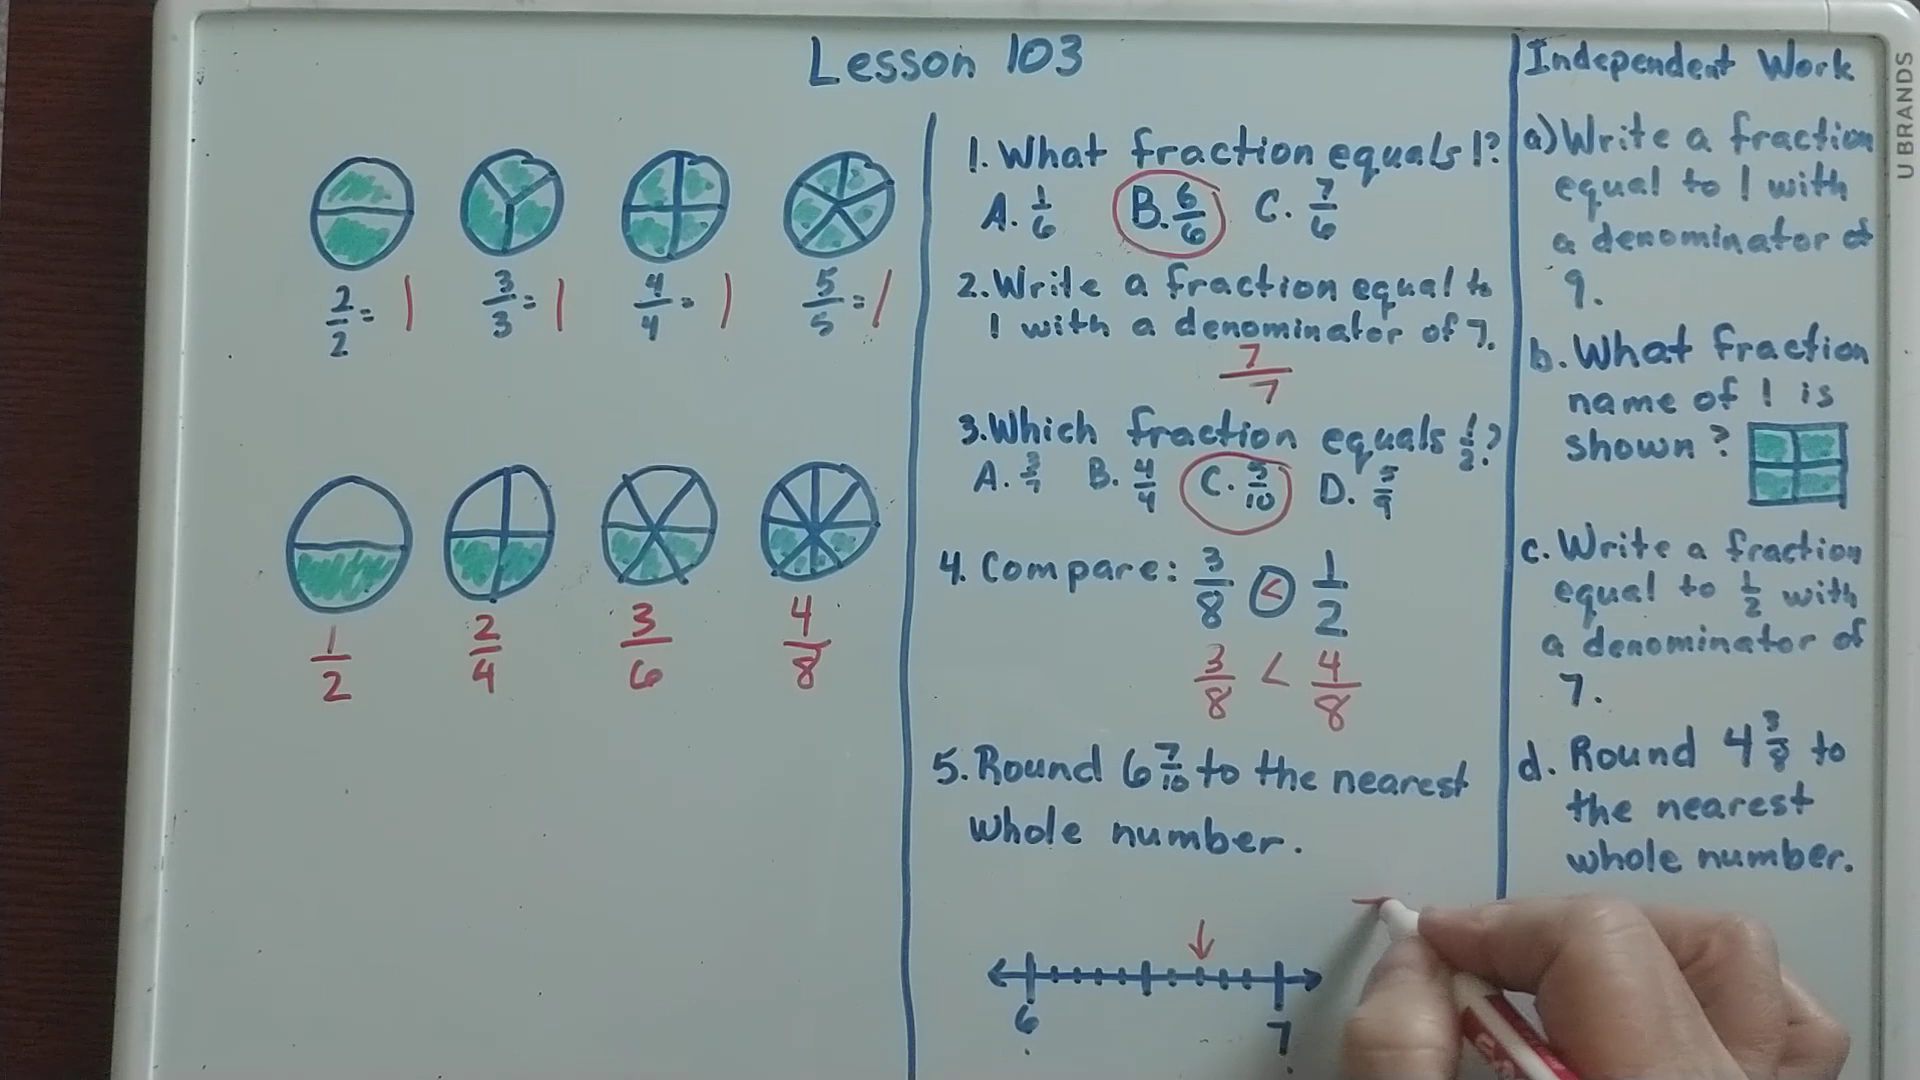 Lesson 103
2/2 = 1
3/3 = 1
4/4 = 1
5/5 = 1
1/2
2/4
3/6
4/8
1. What fraction equals 1?
A. 1/6 B. 6/6 C. 7/6
2. Write a fraction equal to
1 with a denominator of 7.
7/7
3. Which fraction equals 1/2?
A. B. 4/4 C. 5/10 D. 5/9
4. Compare: 3/8 < 1/2
3/8 < 4/8
5. Round 6 7/10 to the nearest
whole number.
6 7
Independent Work
a) Write a fraction
equal to 1 with
a denominator of
9.
b. What fraction
name of 1 is
shown?
c. Write a fraction
equal to 1/2 with
a denominator of
7.
d. Round 4 3/8 to
the nearest
whole number.
U BRANDS